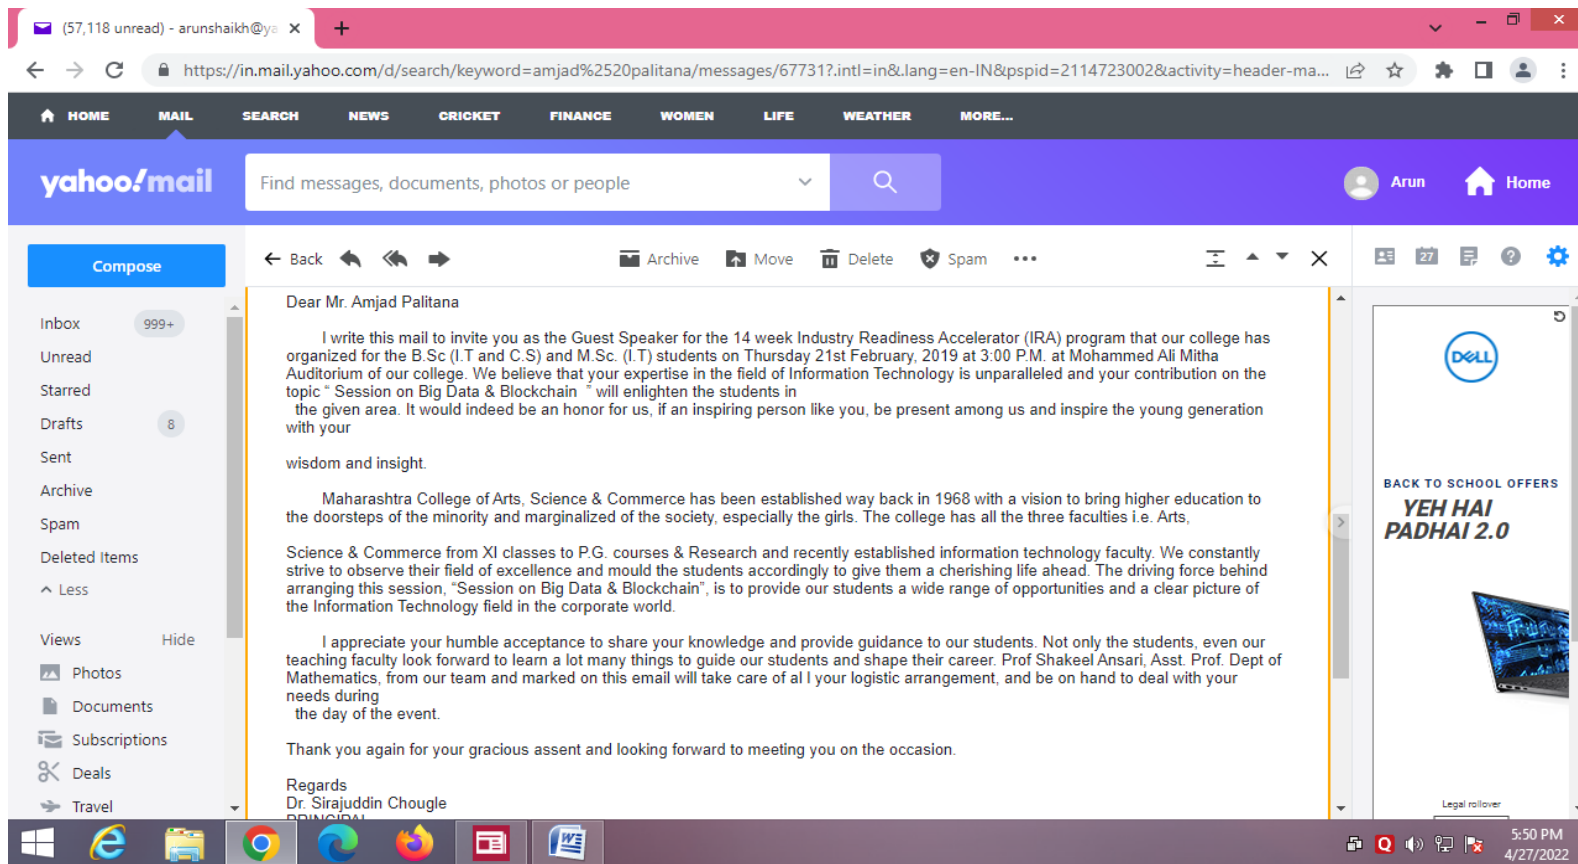 (57,118 unread) - arunshaikh@ya
https://in.mail.yahoo.com/d/search/keyword=amjad%2520palitana/messages/67731?.intl=in&.lang=en-IN&pspid=2114723002&activity=header-ma...
HOME MAIL SEARCH NEWS CRICKET FINANCE WOMEN LIFE WEATHER MORE...
yahoo!mail
Find messages, documents, photos or people
Arun
Home
Compose
Back
Archive
Move
Delete
Spam
27
Inbox 999+
Unread
Starred
Drafts 8
Sent
Archive
Spam
Deleted Items
Less
Views Hide
Photos
Documents
Subscriptions
Deals
Travel
Dear Mr. Amjad Palitana
I write this mail to invite you as the Guest Speaker for the 14 week Industry Readiness Accelerator (IRA) program that our college has
organized for the B.Sc (I.T and C.S) and M.Sc. (I.T) students on Thursday 21st February, 2019 at 3:00 P.M. at Mohammed Ali Mitha
Auditorium of our college. We believe that your expertise in the field of Information Technology is unparalleled and your contribution on the
topic “ Session on Big Data & Blockchain ” will enlighten the students in
the given area. It would indeed be an honor for us, if an inspiring person like you, be present among us and inspire the young generation
with your
wisdom and insight.
Maharashtra College of Arts, Science & Commerce has been established way back in 1968 with a vision to bring higher education to
the doorsteps of the minority and marginalized of the society, especially the girls. The college has all the three faculties i.e. Arts,
Science & Commerce from XI classes to P.G. courses & Research and recently established information technology faculty. We constantly
strive to observe their field of excellence and mould the students accordingly to give them a cherishing life ahead. The driving force behind
arranging this session, “Session on Big Data & Blockchain”, is to provide our students a wide range of opportunities and a clear picture of
the Information Technology field in the corporate world.
I appreciate your humble acceptance to share your knowledge and provide guidance to our students. Not only the students, even our
teaching faculty look forward to learn a lot many things to guide our students and shape their career. Prof Shakeel Ansari, Asst. Prof. Dept of
Mathematics, from our team and marked on this email will take care of al l your logistic arrangement, and be on hand to deal with your
needs during
the day of the event.
Thank you again for your gracious assent and looking forward to meeting you on the occasion.
Regards
Dr. Sirajuddin Chougle
PRINCIPAL
DELL
BACK TO SCHOOL OFFERS
YEH HAI
PADHAI 2.0
Legal rollover
5:50 PM
4/27/2022